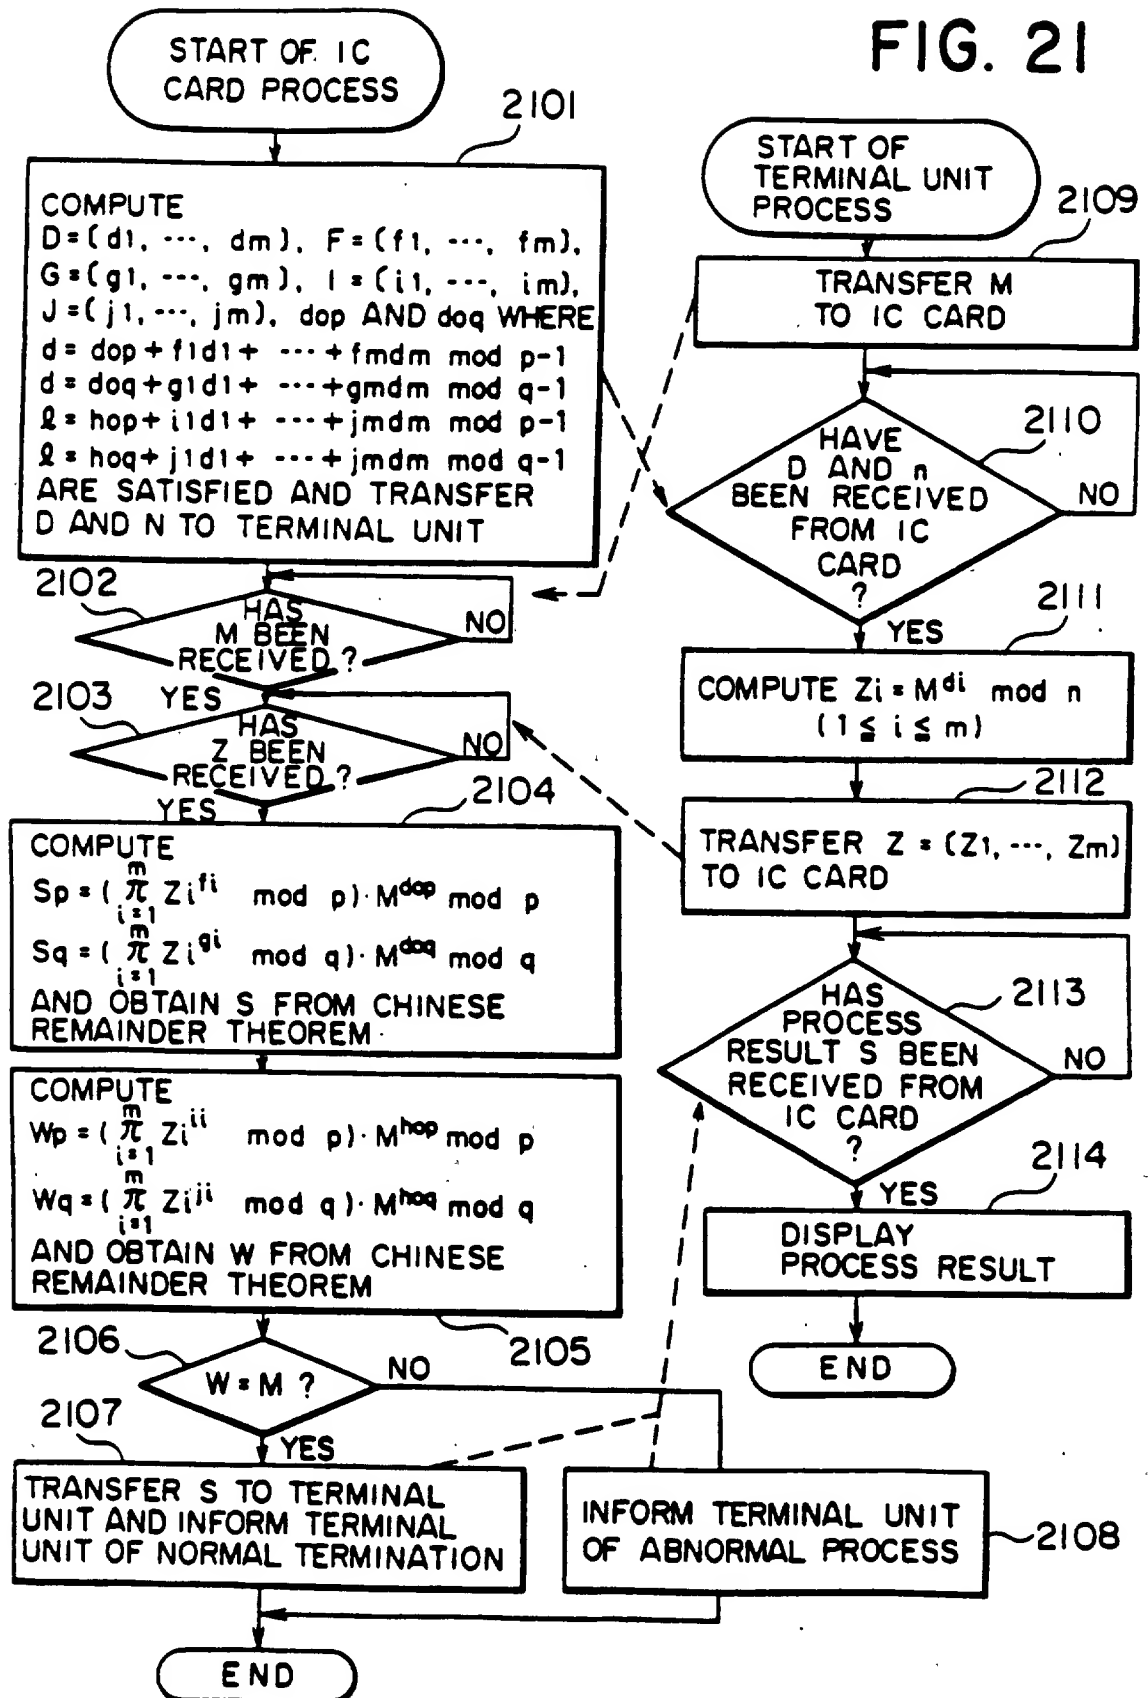 FIG. 21
START OF IC
CARD PROCESS
2101
COMPUTE
D=(d1, ---, dm), F=(f1, ---, fm),
G=(g1, ---, gm), I=(i1, ---, im),
J=(j1, ---, jm), dop AND doq WHERE
d=dop+f1d1+ ---+fmdm mod p-1
d=doq+g1d1+ ---+gmdm mod q-1
ℓ=hop+i1d1+ ---+jmdm mod p-1
ℓ=hoq+j1d1+ ---+jmdm mod q-1
ARE SATISFIED AND TRANSFER
D AND N TO TERMINAL UNIT
2102
HAS
M BEEN
RECEIVED ?
NO
YES
2103
HAS
Z BEEN
RECEIVED ?
NO
YES
2104
COMPUTE
Sp=( m π i=1 Zi^fi mod p)·M^dop mod p
Sq=( m π i=1 Zi^gi mod q)·M^doq mod q
AND OBTAIN S FROM CHINESE
REMAINDER THEOREM
COMPUTE
Wp=( m π i=1 Zi^ii mod p)·M^hop mod p
Wq=( m π i=1 Zi^ji mod q)·M^hoq mod q
AND OBTAIN W FROM CHINESE
REMAINDER THEOREM
2105
2106
W=M ?
NO
YES
2107
TRANSFER S TO TERMINAL
UNIT AND INFORM TERMINAL
UNIT OF NORMAL TERMINATION
INFORM TERMINAL UNIT
OF ABNORMAL PROCESS
2108
END
START OF
TERMINAL UNIT
PROCESS
2109
TRANSFER M
TO IC CARD
2110
HAVE
D AND n
BEEN RECEIVED
FROM IC
CARD
?
NO
YES
2111
COMPUTE Zi=M^di mod n
(1≦i≦m)
2112
TRANSFER Z=(Z1, ---, Zm)
TO IC CARD
2113
HAS
PROCESS
RESULT S BEEN
RECEIVED FROM
IC CARD
?
NO
YES
2114
DISPLAY
PROCESS RESULT
END